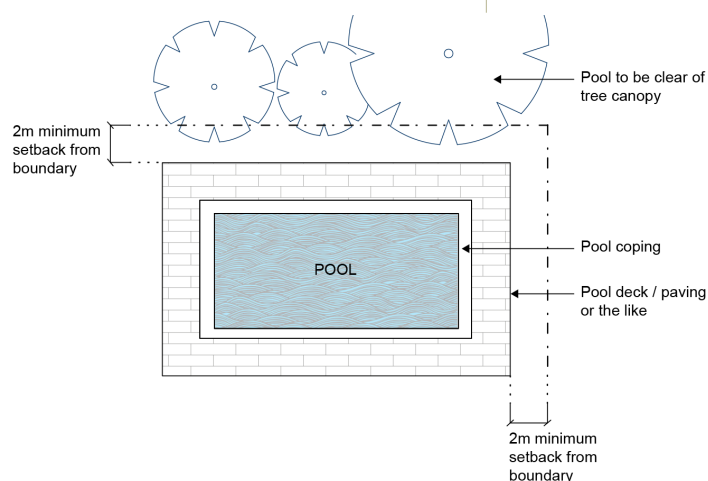 Pool to be clear of
tree canopy
2m minimum
setback from
boundary
Pool coping
POOL
Pool deck / paving
or the like
2m minimum
setback from
boundary